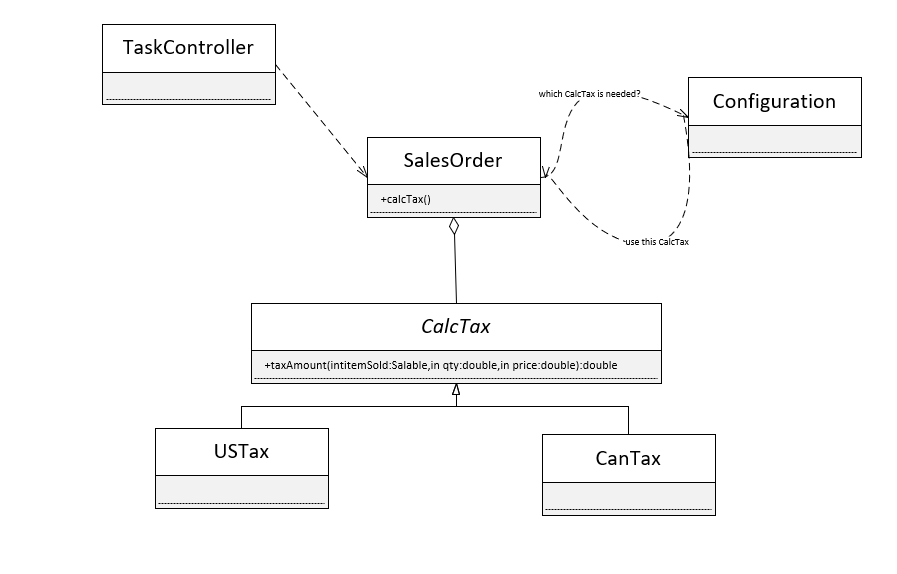 TaskController
which CalcTax is needed?
Configuration
SalesOrder
+calcTax()
use this CalcTax
CalcTax
+taxAmount(intitemSold:Salable,in qty:double,in price:double):double
USTax
CanTax